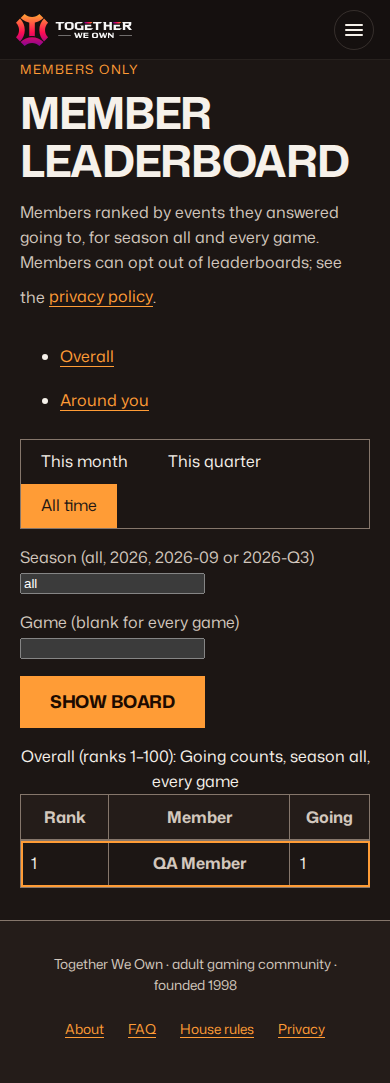 TOGETHER
WE OWN
MEMBERS ONLY
MEMBER
LEADERBOARD
Members ranked by events they answered
going to, for season all and every game.
Members can opt out of leaderboards; see
the privacy policy.
Overall
Around you
This month This quarter
All time
Season (all, 2026, 2026-09 or 2026-Q3)
all
Game (blank for every game)
SHOW BOARD
Overall (ranks 1–100): Going counts, season all,
every game
Rank Member Going
1 QA Member 1
Together We Own · adult gaming community ·
founded 1998
About FAQ House rules Privacy